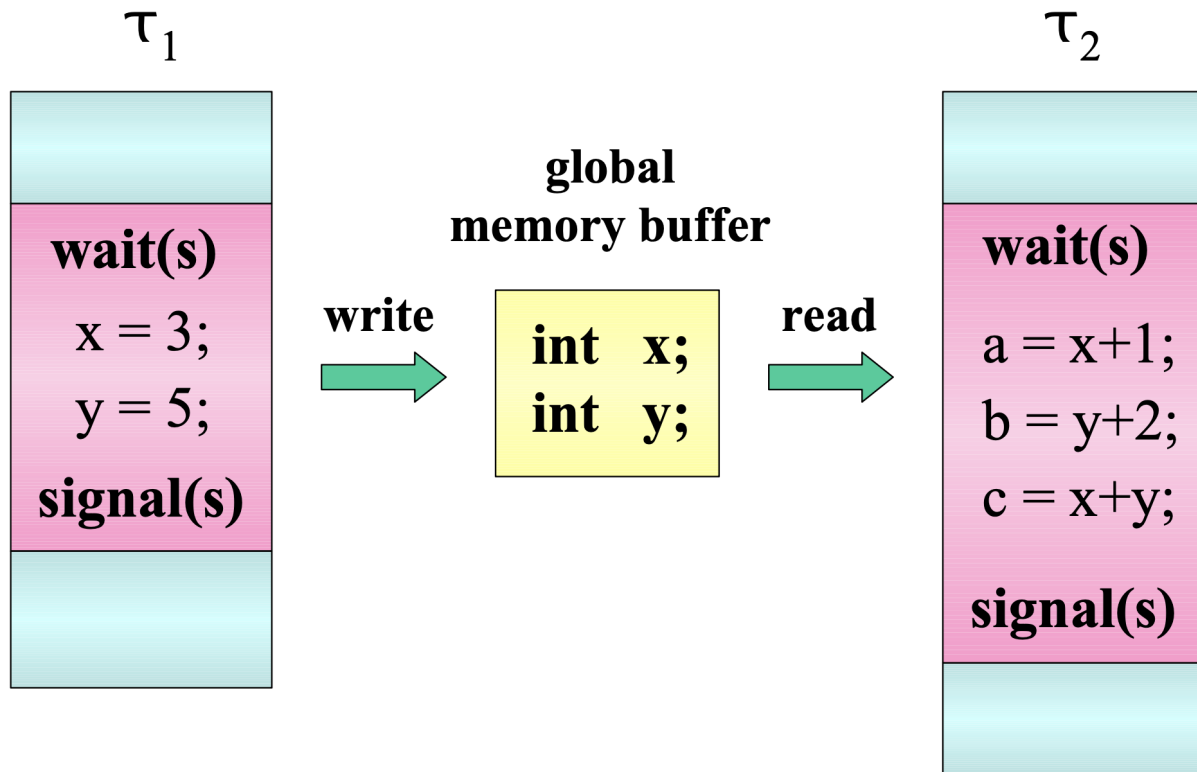 τ1
wait(s)
x = 3;
y = 5;
signal(s)
write
global
memory buffer
int x;
int y;
read
τ2
wait(s)
a = x+1;
b = y+2;
c = x+y;
signal(s)